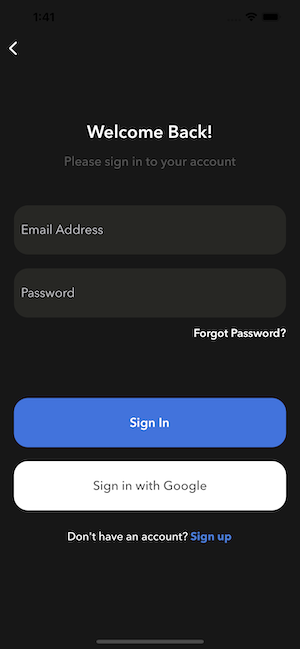 1:41
Welcome Back!
Please sign in to your account
Email Address
Password
Forgot Password?
Sign In
Sign in with Google
Don't have an account? Sign up